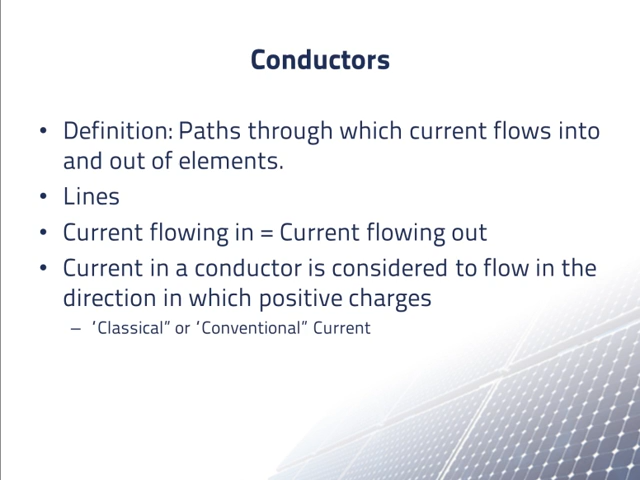 Conductors
• Definition: Paths through which current flows into
and out of elements.
• Lines
• Current flowing in = Current flowing out
• Current in a conductor is considered to flow in the
direction in which positive charges
– ‘Classical” or ‘Conventional” Current